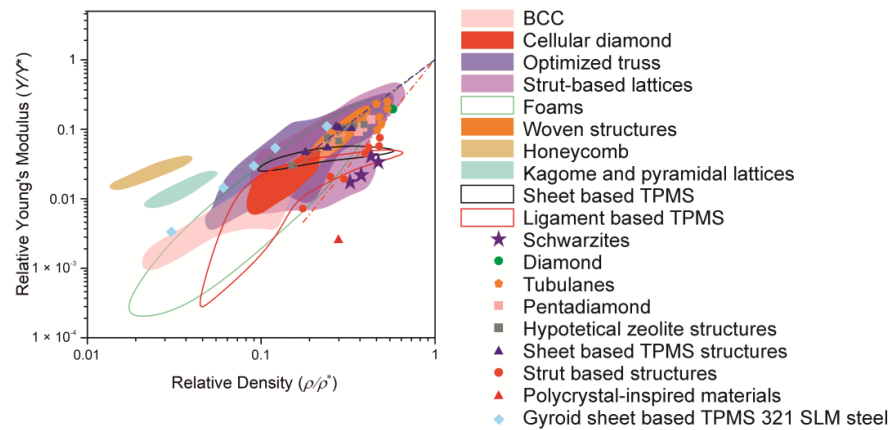 Relative Young's Modulus (Y/Y*)
1
0.1
0.01
1 × 10⁻³
1 × 10⁻⁴
0.01
0.1
1
Relative Density (ρ/ρ*)
BCC
Cellular diamond
Optimized truss
Strut-based lattices
Foams
Woven structures
Honeycomb
Kagome and pyramidal lattices
Sheet based TPMS
Ligament based TPMS
Schwarzites
Diamond
Tubulanes
Pentadiamond
Hypotetical zeolite structures
Sheet based TPMS structures
Strut based structures
Polycrystal-inspired materials
Gyroid sheet based TPMS 321 SLM steel